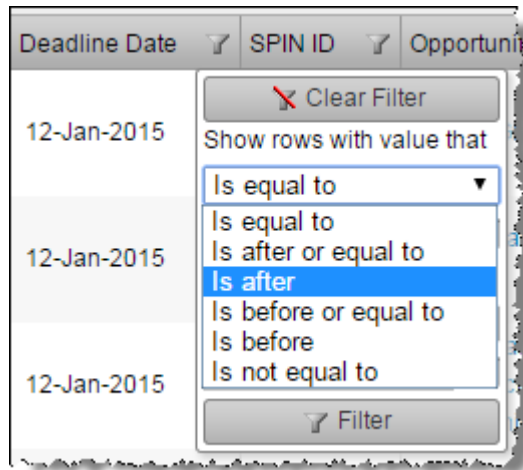 Deadline Date SPIN ID Opportuni
Clear Filter
12-Jan-2015
Show rows with value that
Is equal to
Is equal to
Is after or equal to
12-Jan-2015
Is after
Is before or equal to
Is before
Is not equal to
12-Jan-2015
Filter